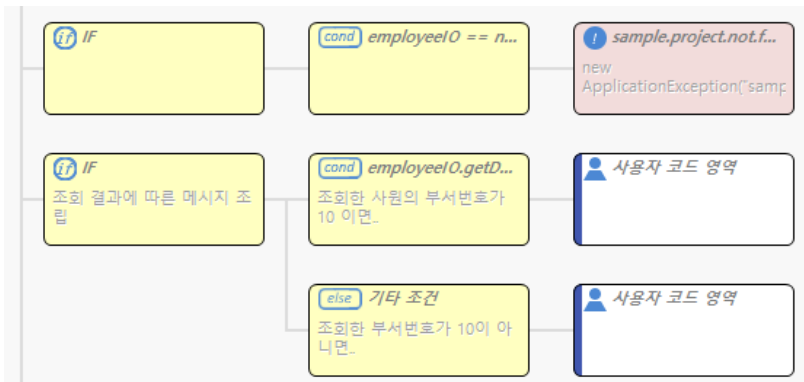 if IF
cond employeeIO == n...
! sample.project.not.f...
new
ApplicationException("samp
if IF
조회 결과에 따른 메시지 조
립
cond employeeIO.getD...
조회한 사원의 부서번호가
10 이면..
사용자 코드 영역
else 기타 조건
조회한 부서번호가 10이 아
니면..
사용자 코드 영역